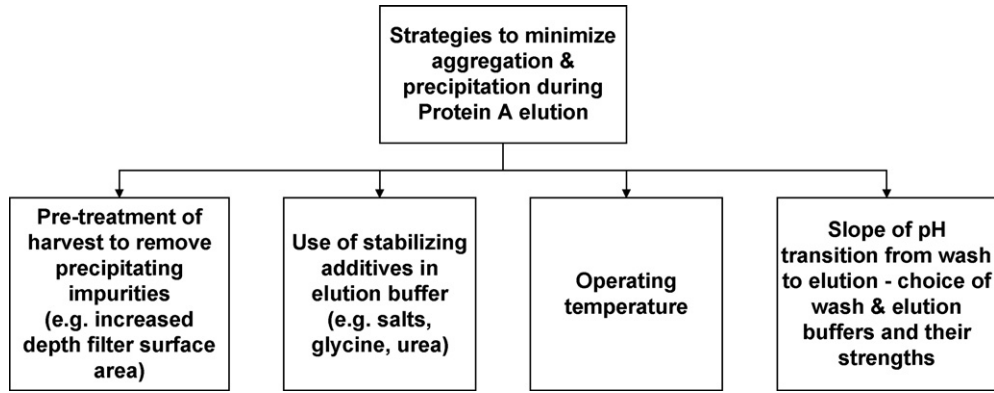 Strategies to minimize
aggregation &
precipitation during
Protein A elution
Pre-treatment of
harvest to remove
precipitating
impurities
(e.g. increased
depth filter surface
area)
Use of stabilizing
additives in
elution buffer
(e.g. salts,
glycine, urea)
Operating
temperature
Slope of pH
transition from wash
to elution - choice of
wash & elution
buffers and their
strengths